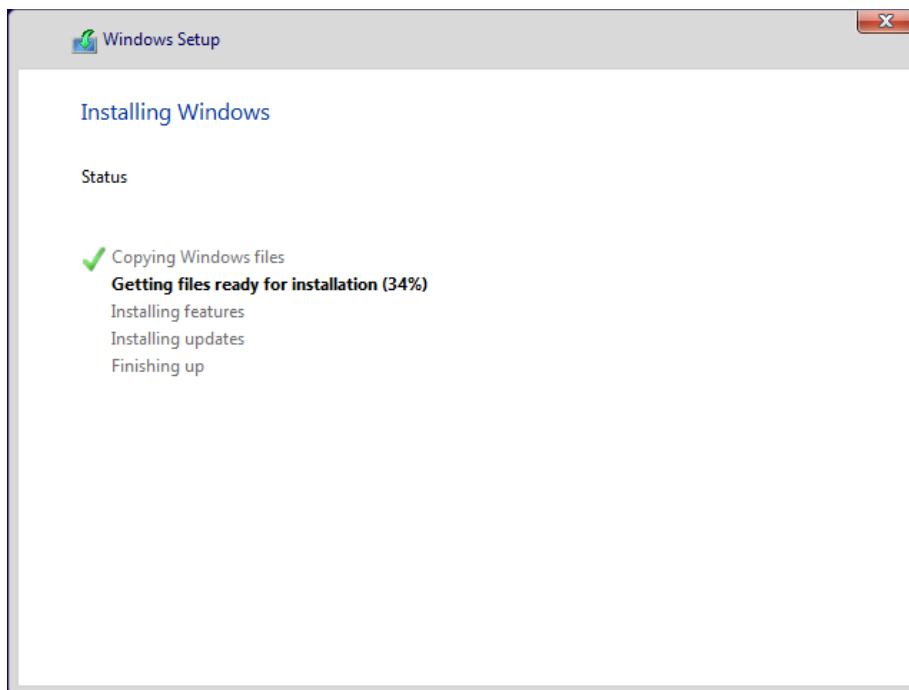 Windows Setup
Installing Windows
Status
Copying Windows files
Getting files ready for installation (34%)
Installing features
Installing updates
Finishing up